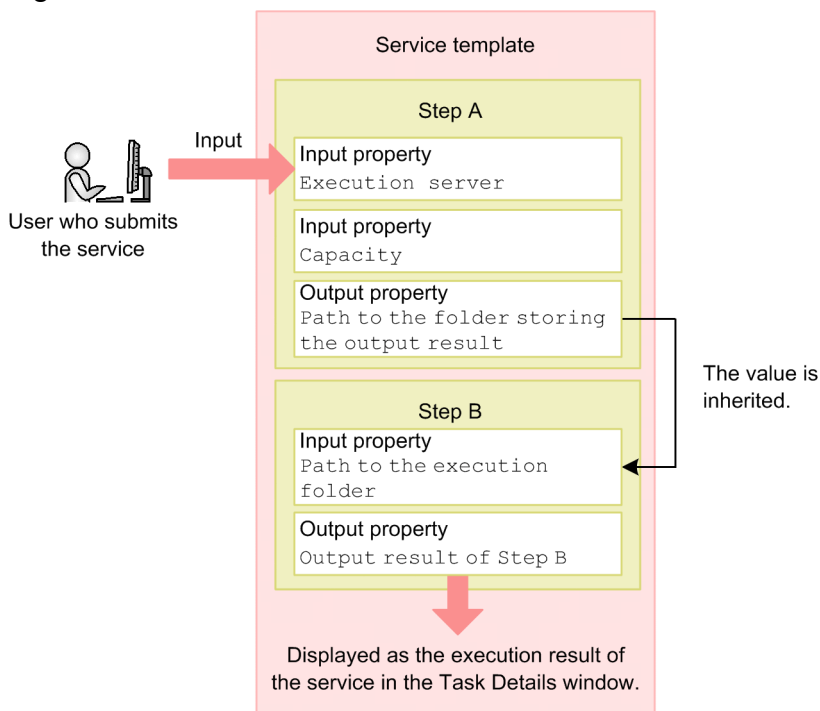 Service template
Step A
Input
Input property
Execution server
User who submits
the service
Input property
Capacity
Output property
Path to the folder storing
the output result
The value is
inherited.
Step B
Input property
Path to the execution
folder
Output property
Output result of Step B
Displayed as the execution result of
the service in the Task Details window.